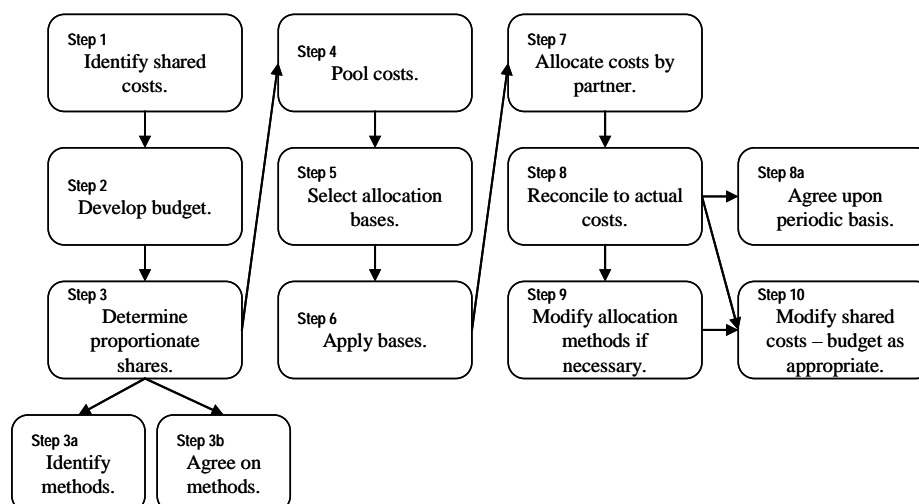 Step 1
Identify shared
costs.
Step 2
Develop budget.
Step 3
Determine
proportionate
shares.
Step 3a
Identify
methods.
Step 3b
Agree on
methods.
Step 4
Pool costs.
Step 5
Select allocation
bases.
Step 6
Apply bases.
Step 7
Allocate costs by
partner.
Step 8
Reconcile to actual
costs.
Step 8a
Agree upon
periodic basis.
Step 9
Modify allocation
methods if
necessary.
Step 10
Modify shared
costs – budget as
appropriate.